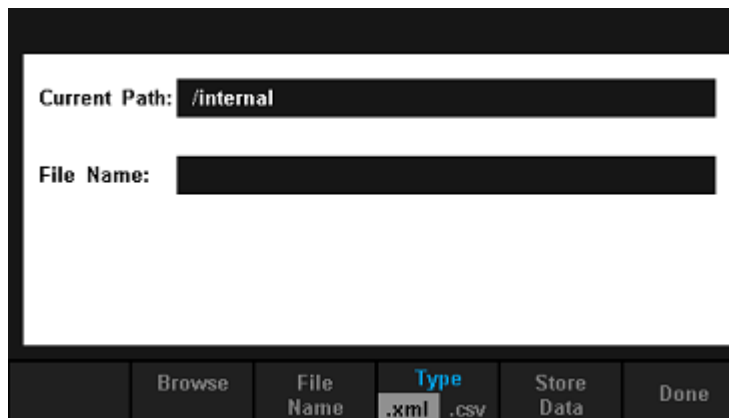 Current Path: /internal
File Name:
Browse
File Name
Type
.xml .csv
Store Data
Done